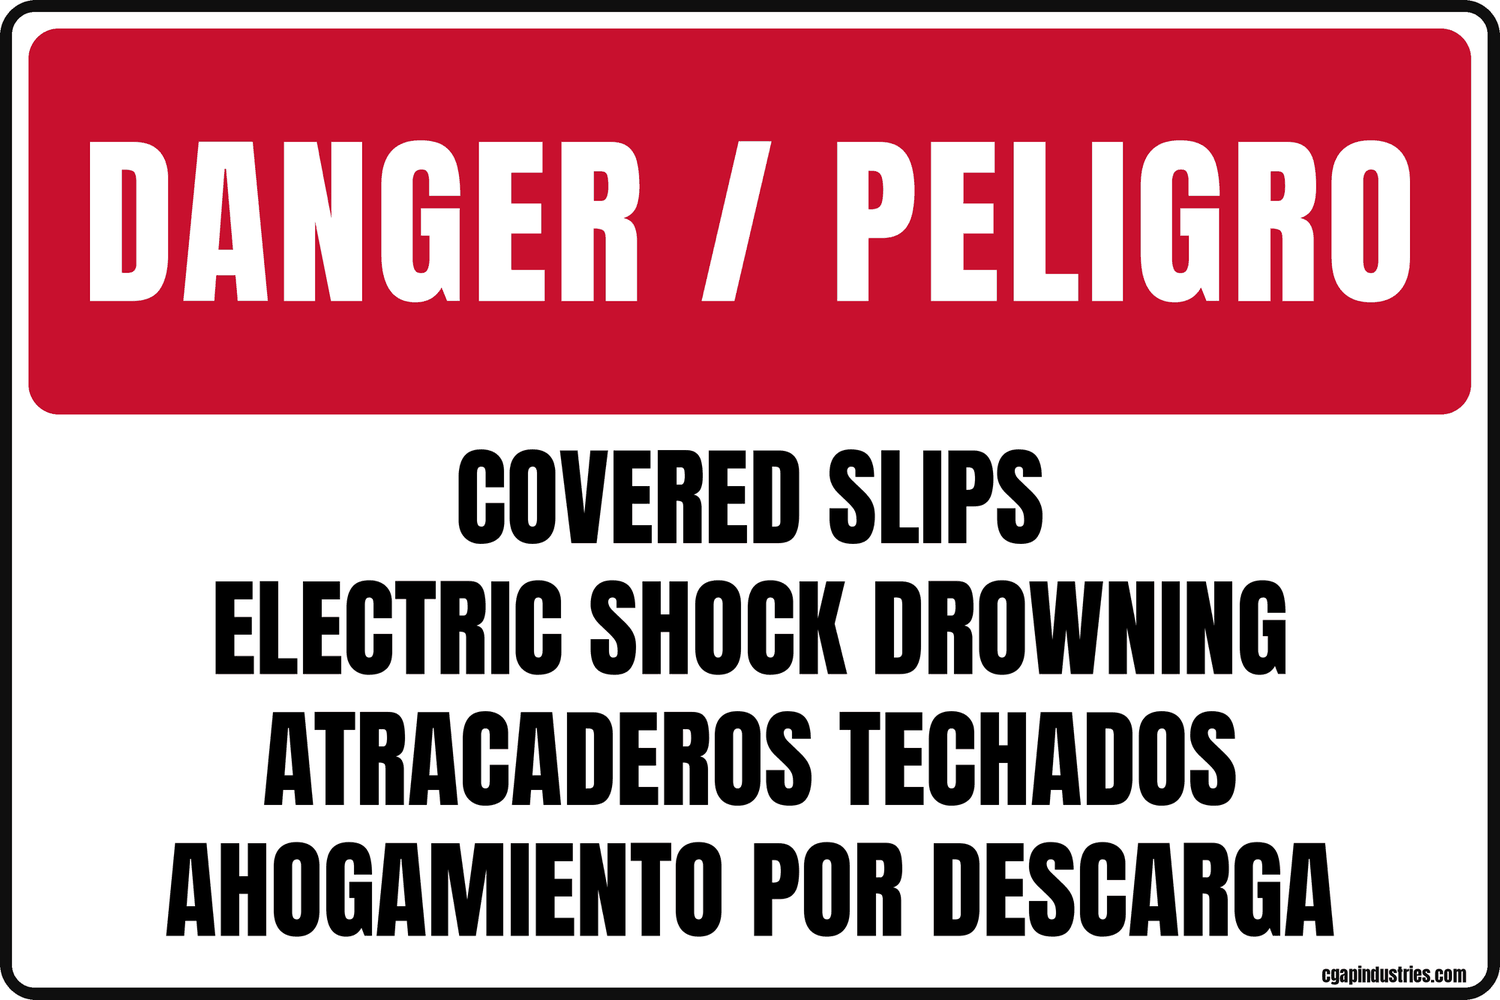 DANGER / PELIGRO
COVERED SLIPS
ELECTRIC SHOCK DROWNING
ATRACADEROS TECHADOS
AHOGAMIENTO POR DESCARGA
cgapindustries.com